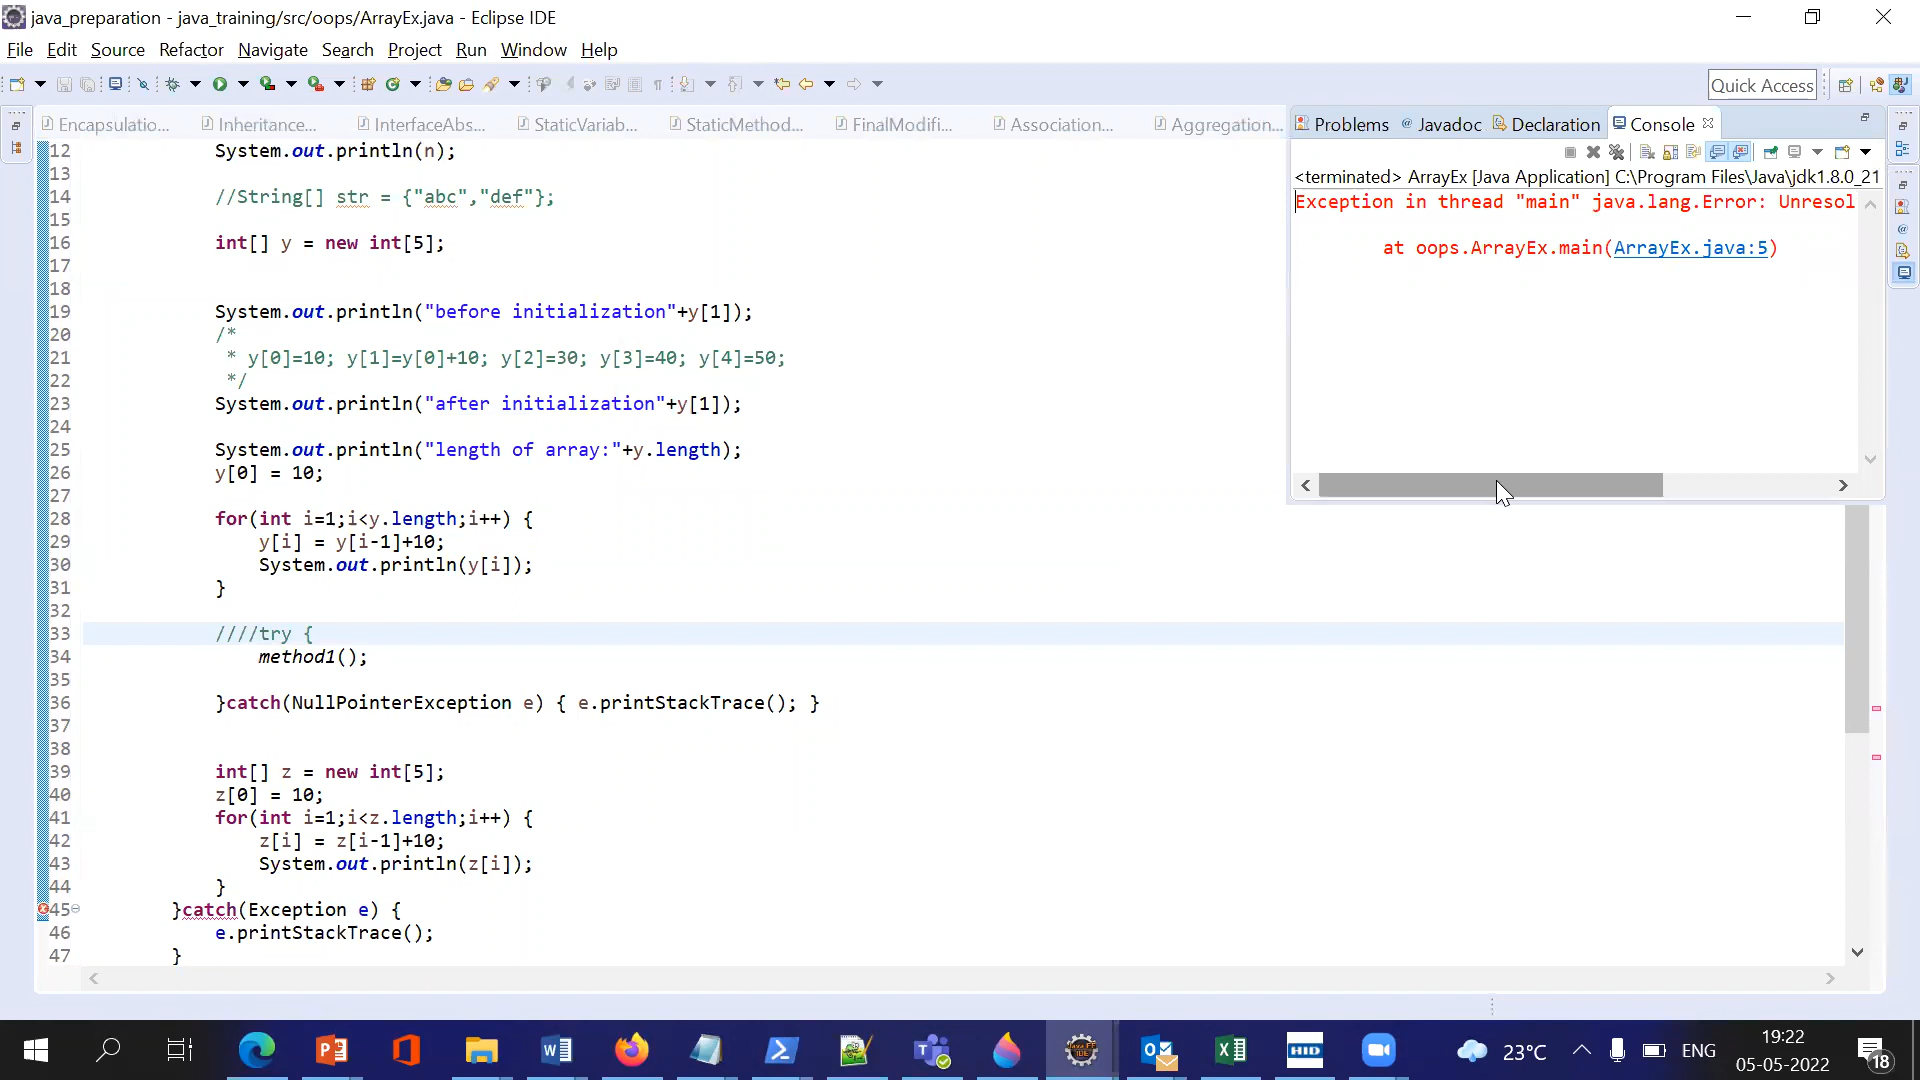 java_preparation - java_training/src/oops/ArrayEx.java - Eclipse IDE
File Edit Source Refactor Navigate Search Project Run Window Help
Quick Access
Encapsulatio... Inheritance... InterfaceAbs... StaticVariab... StaticMethod... FinalModifi... Association... Aggregation...
Problems Javadoc Declaration Console
<terminated> ArrayEx [Java Application] C:\Program Files\Java\jdk1.8.0_21
Exception in thread "main" java.lang.Error: Unresol
at oops.ArrayEx.main(ArrayEx.java:5)
12 System.out.println(n);
13
14 //String[] str = {"abc","def"};
15
16 int[] y = new int[5];
17
18
19 System.out.println("before initialization"+y[1]);
20 /*
21 * y[0]=10; y[1]=y[0]+10; y[2]=30; y[3]=40; y[4]=50;
22 */
23 System.out.println("after initialization"+y[1]);
24
25 System.out.println("length of array:"+y.length);
26 y[0] = 10;
27
28 for(int i=1;i<y.length;i++) {
29 y[i] = y[i-1]+10;
30 System.out.println(y[i]);
31 }
32
33 ////try {
34 method1();
35
36 }catch(NullPointerException e) { e.printStackTrace(); }
37
38
39 int[] z = new int[5];
40 z[0] = 10;
41 for(int i=1;i<z.length;i++) {
42 z[i] = z[i-1]+10;
43 System.out.println(z[i]);
44 }
45 }catch(Exception e) {
46 e.printStackTrace();
47 }
23°C ENG 19:22
05-05-2022
18
HID